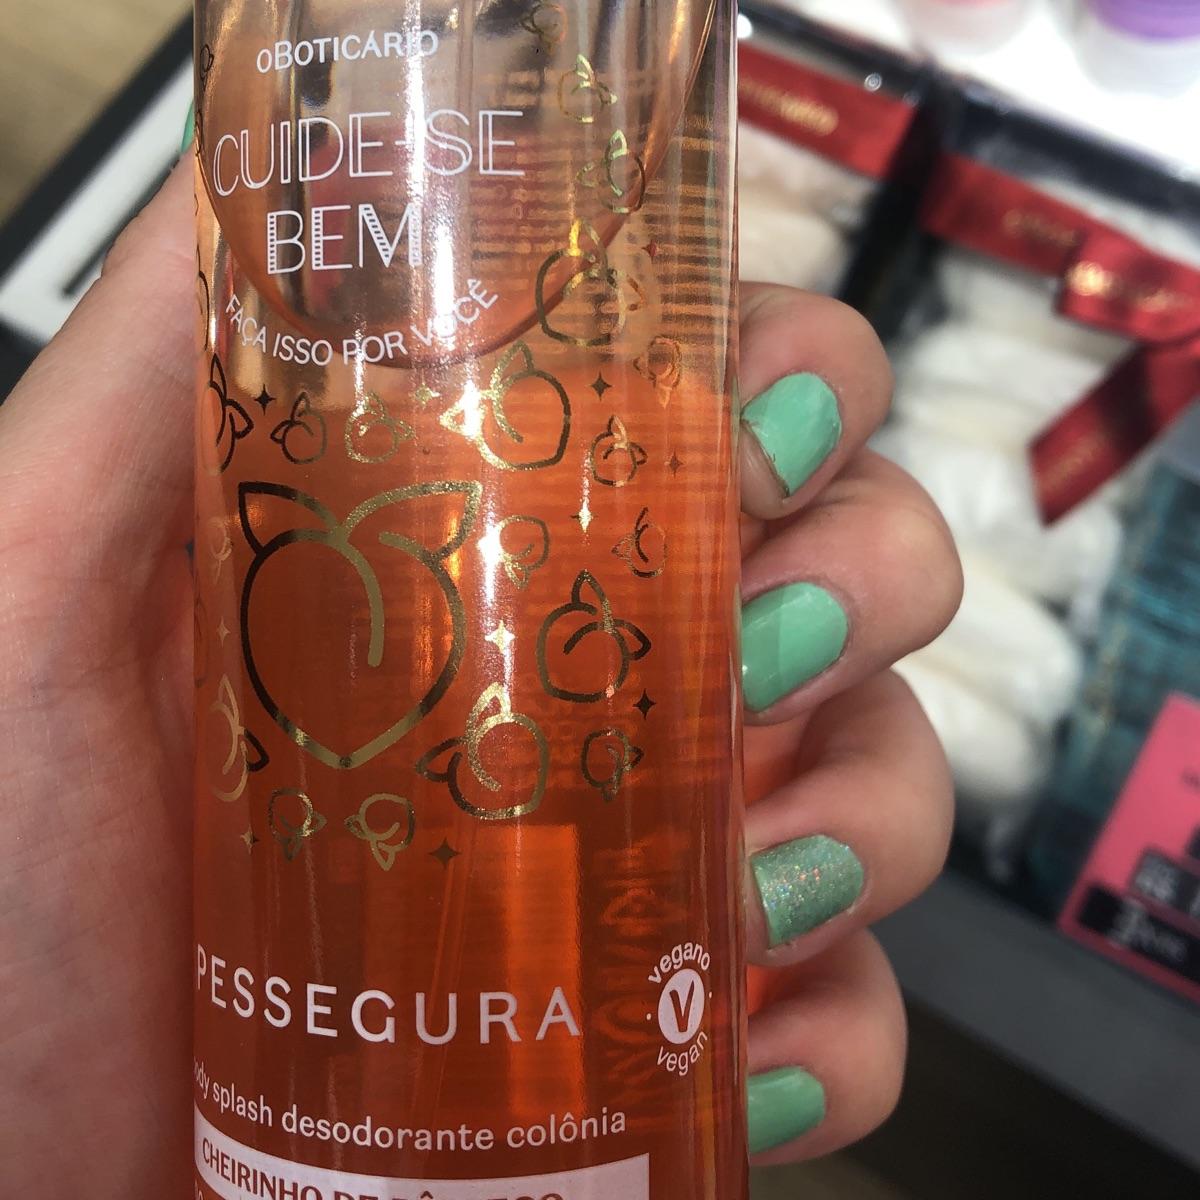 oBOTICÁRIO
CUIDE-SE
BEM
FAÇA ISSO POR VOCÊ
PESSEGURA
vegano
V
vegan
body splash desodorante colônia
CHEIRINHO DE